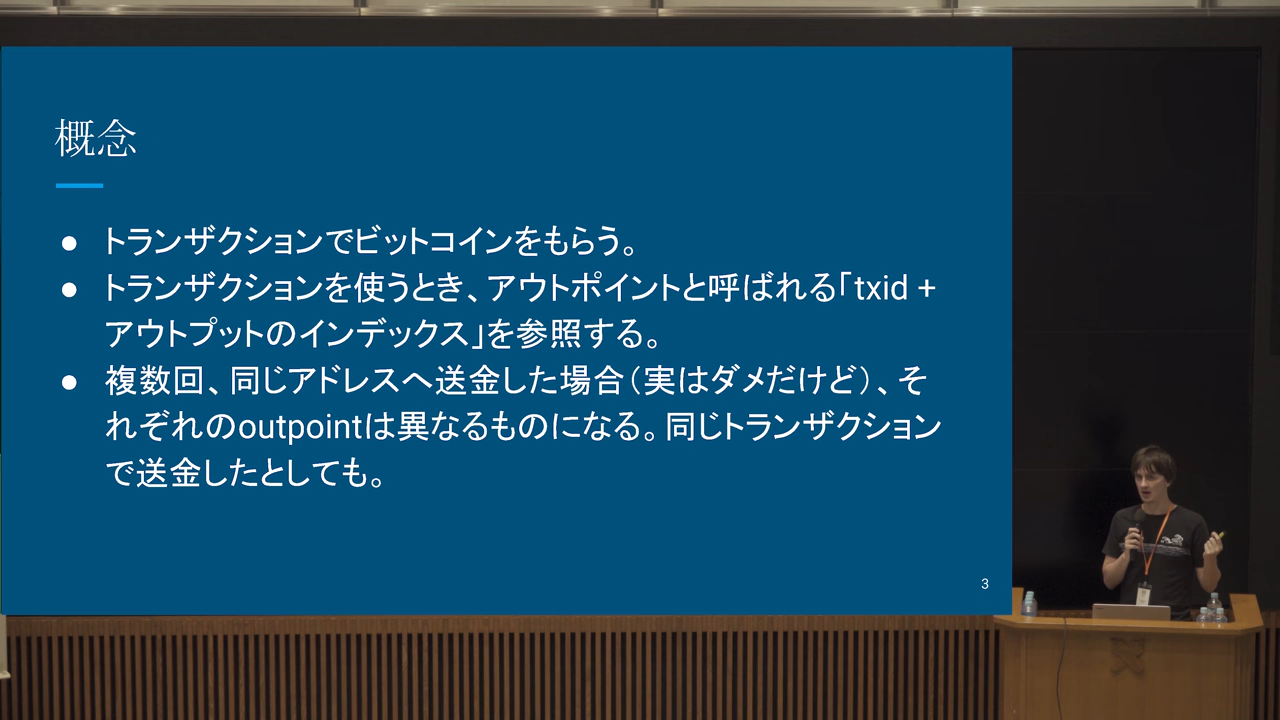 概念
● トランザクションでビットコインをもらう。
● トランザクションを使うとき、アウトポイントと呼ばれる「txid +
アウトプットのインデックス」を参照する。
● 複数回、同じアドレスへ送金した場合（実はダメだけど）、そ
れぞれのoutpointは異なるものになる。同じトランザクション
で送金したとしても。
3